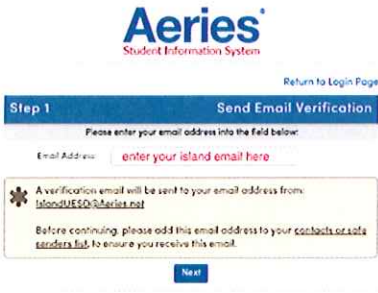 Aeries
Student Information System
Return to Login Page
Step 1
Send Email Verification
Please enter your email address into the field below:
Email Address: enter your island email here
A verification email will be sent to your email address from:
IslandUESD@Aeries.net
Before continuing, please add this email address to your contacts or safe
senders list, to ensure you receive this email.
Next